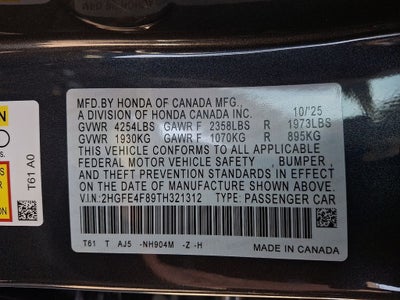 MFD.BY HONDA OF CANADA MFG.,
A DIVISION OF HONDA CANADA INC. 10/'25
GVWR 4254LBS GAWR F 2358LBS R 1973LBS
GVWR 1930KG GAWR F 1070KG R 895KG
THIS VEHICLE CONFORMS TO ALL APPLICABLE
FEDERAL MOTOR VEHICLE SAFETY , BUMPER ,
AND THEFT PREVENTION STANDARDS IN EFFECT
ON THE DATE OF MANUFACTURE SHOWN ABOVE.
V.I.N:2HGFE4F89TH321312 TYPE: PASSENGER CAR
T61 T AJ5 -NH904M -Z -H
MADE IN CANADA
T61 A0